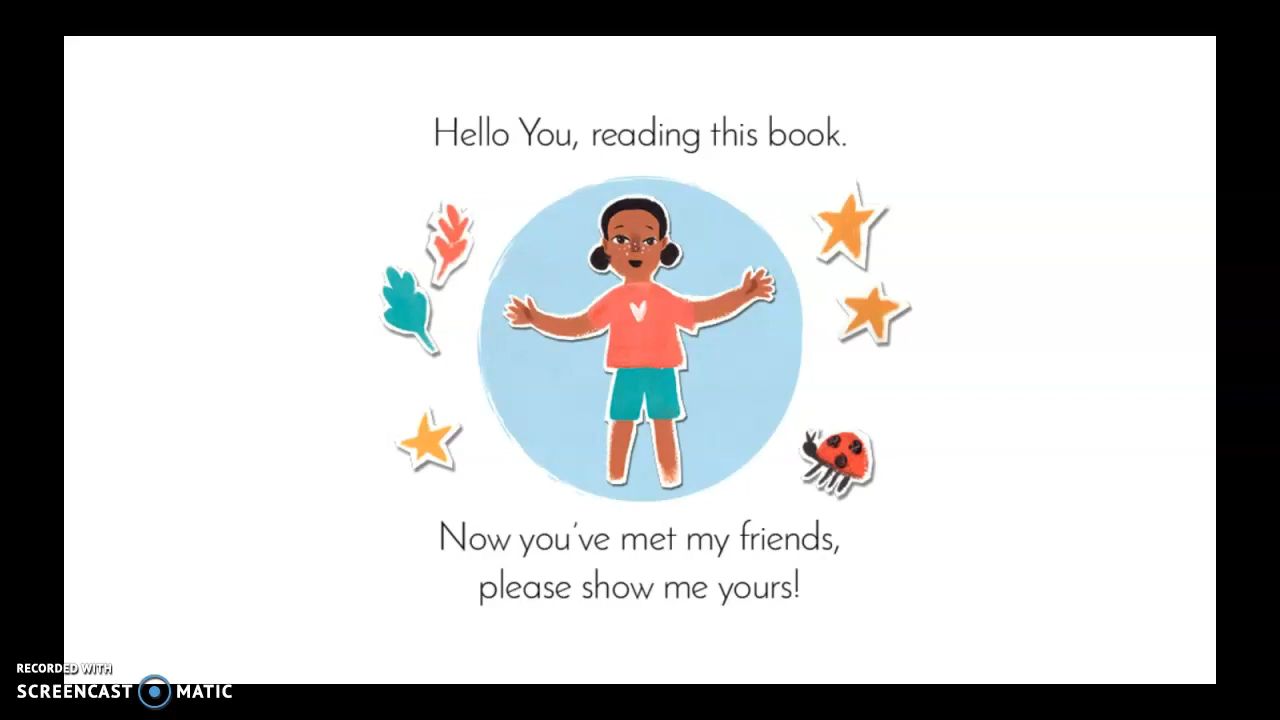 Hello You, reading this book.
Now you've met my friends,
please show me yours!
RECORDED WITH
SCREENCAST MATIC